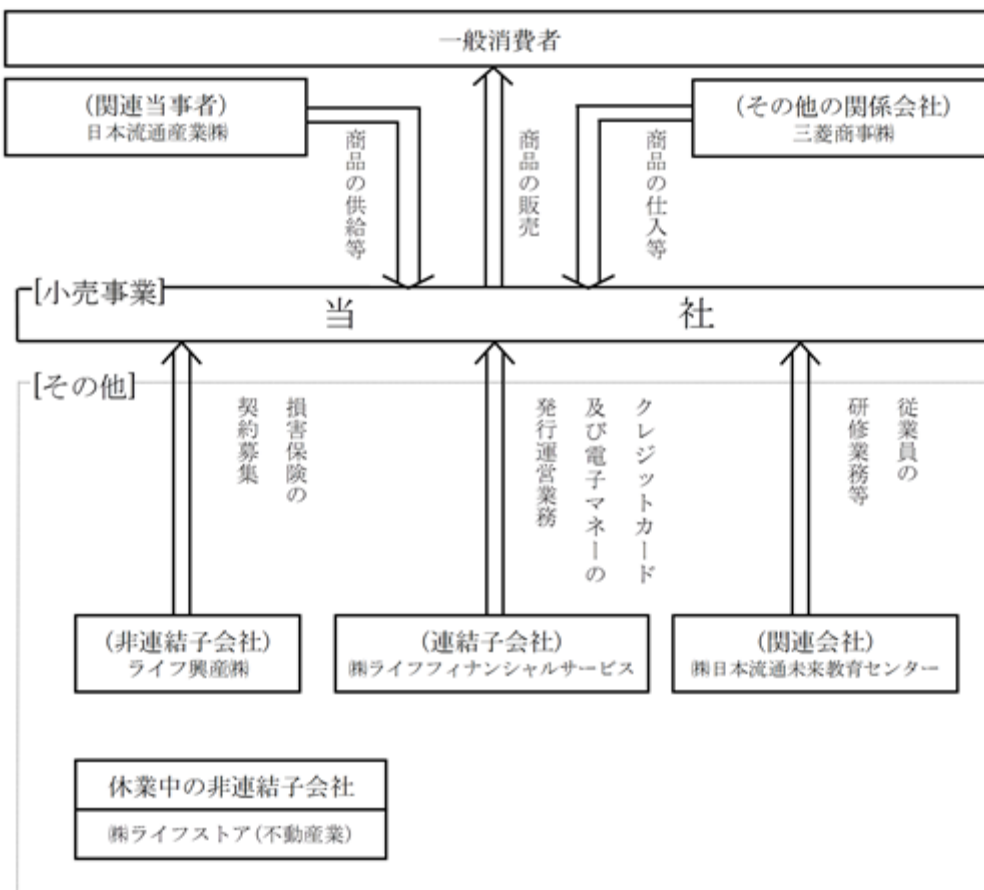 一般消費者
(関連当事者)
日本流通産業㈱
(その他の関係会社)
三菱商事㈱
商品の供給等
商品の販売
商品の仕入等
[小売事業]
当社
[その他]
損害保険の
契約募集
クレジットカード
及び電子マネーの
発行運営業務
従業員の
研修業務等
(非連結子会社)
ライフ興産㈱
(連結子会社)
㈱ライフフィナンシャルサービス
(関連会社)
㈱日本流通未来教育センター
休業中の非連結子会社
㈱ライフストア(不動産業)